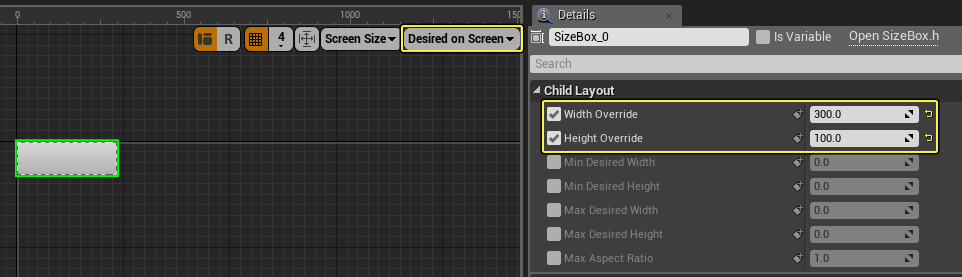 0 500 1000 150
Details
R 4 Screen Size Desired on Screen
SizeBox_0 Is Variable Open SizeBox.h
Search
Child Layout
Width Override 300.0
Height Override 100.0
Min Desired Width 0.0
Min Desired Height 0.0
Max Desired Width 0.0
Max Desired Height 0.0
Max Aspect Ratio 1.0
0